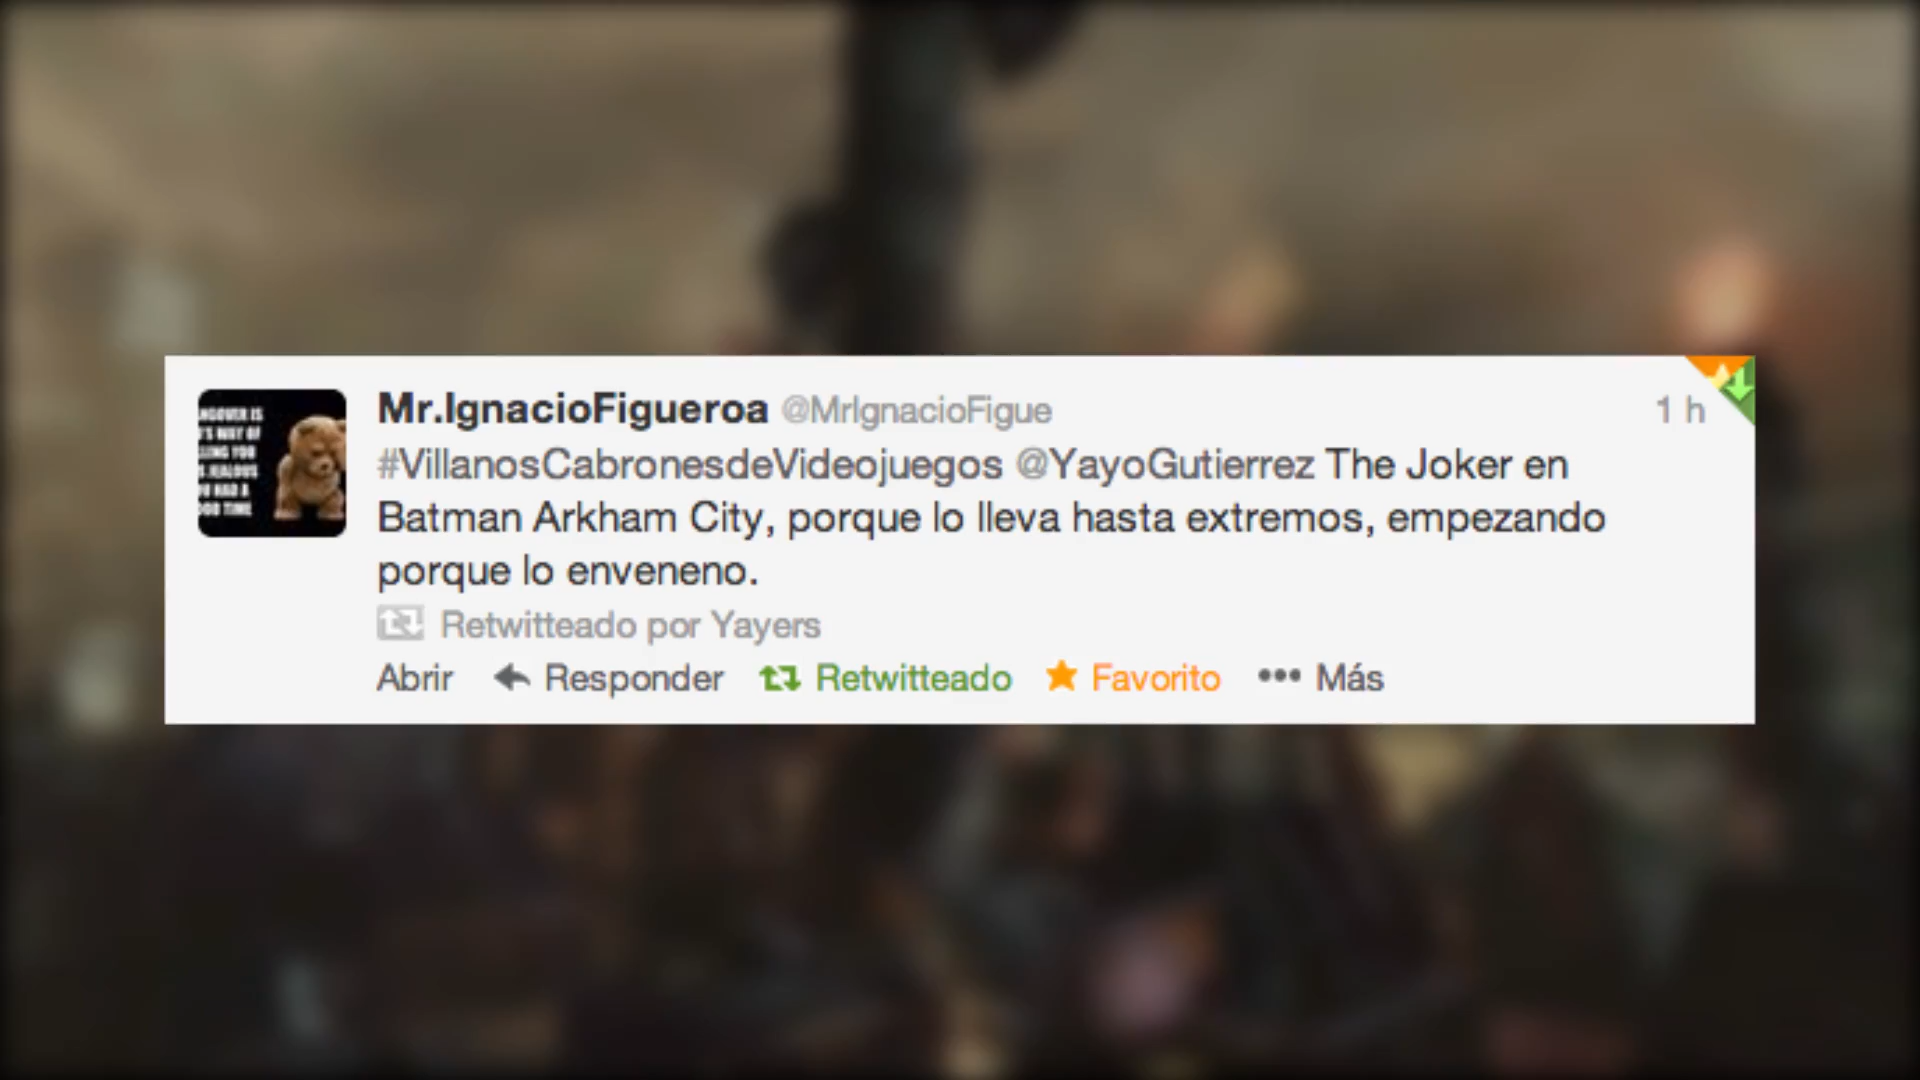 Mr.IgnacioFigueroa @MrIgnacioFigue 1 h
#VillanosCabronesdeVideojuegos @YayoGutierrez The Joker en
Batman Arkham City, porque lo lleva hasta extremos, empezando
porque lo enveneno.
Retwitteado por Yayers
Abrir Responder Retwitteado Favorito Más